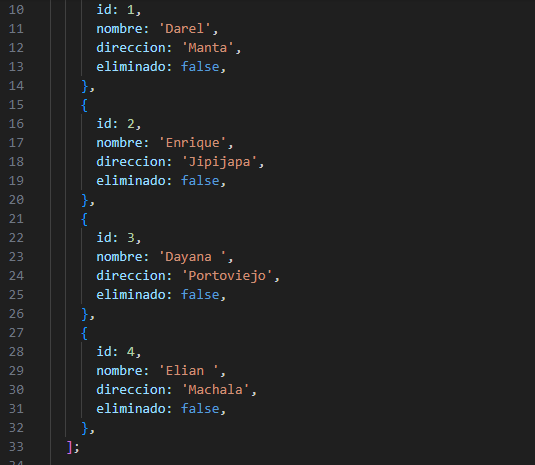 10 id: 1,
11 nombre: 'Darel',
12 direccion: 'Manta',
13 eliminado: false,
14 },
15 {
16 id: 2,
17 nombre: 'Enrique',
18 direccion: 'Jipijapa',
19 eliminado: false,
20 },
21 {
22 id: 3,
23 nombre: 'Dayana ',
24 direccion: 'Portoviejo',
25 eliminado: false,
26 },
27 {
28 id: 4,
29 nombre: 'Elian ',
30 direccion: 'Machala',
31 eliminado: false,
32 },
33 ];